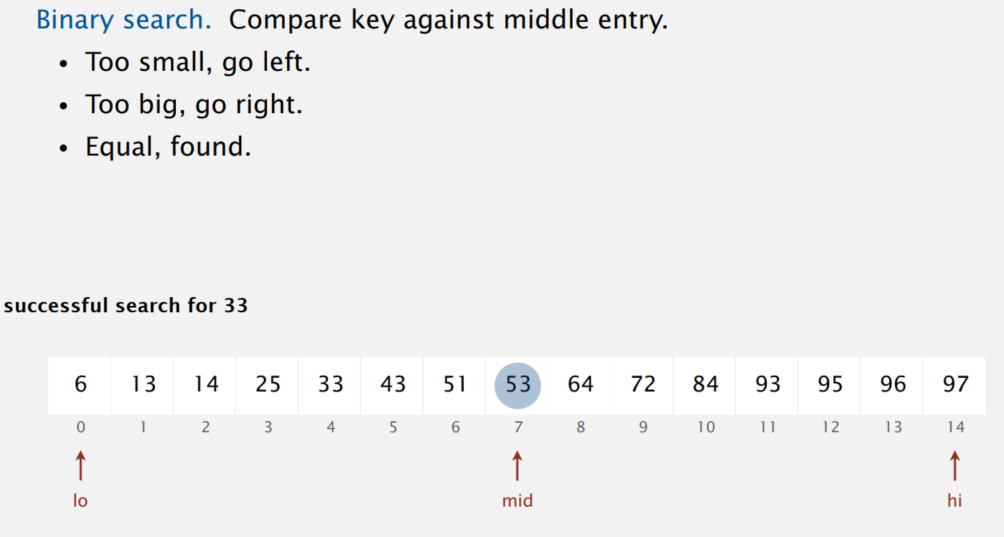 Binary search. Compare key against middle entry.
• Too small, go left.
• Too big, go right.
• Equal, found.
successful search for 33
6 13 14 25 33 43 51 53 64 72 84 93 95 96 97
0 1 2 3 4 5 6 7 8 9 10 11 12 13 14
lo mid hi